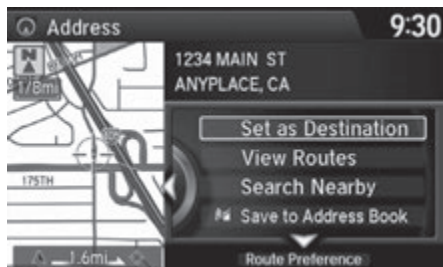 Address
9:30
1/8mi
1234 MAIN ST
ANYPLACE, CA
Set as Destination
View Routes
175TH
Search Nearby
Save to Address Book
1.6mi
Route Preference